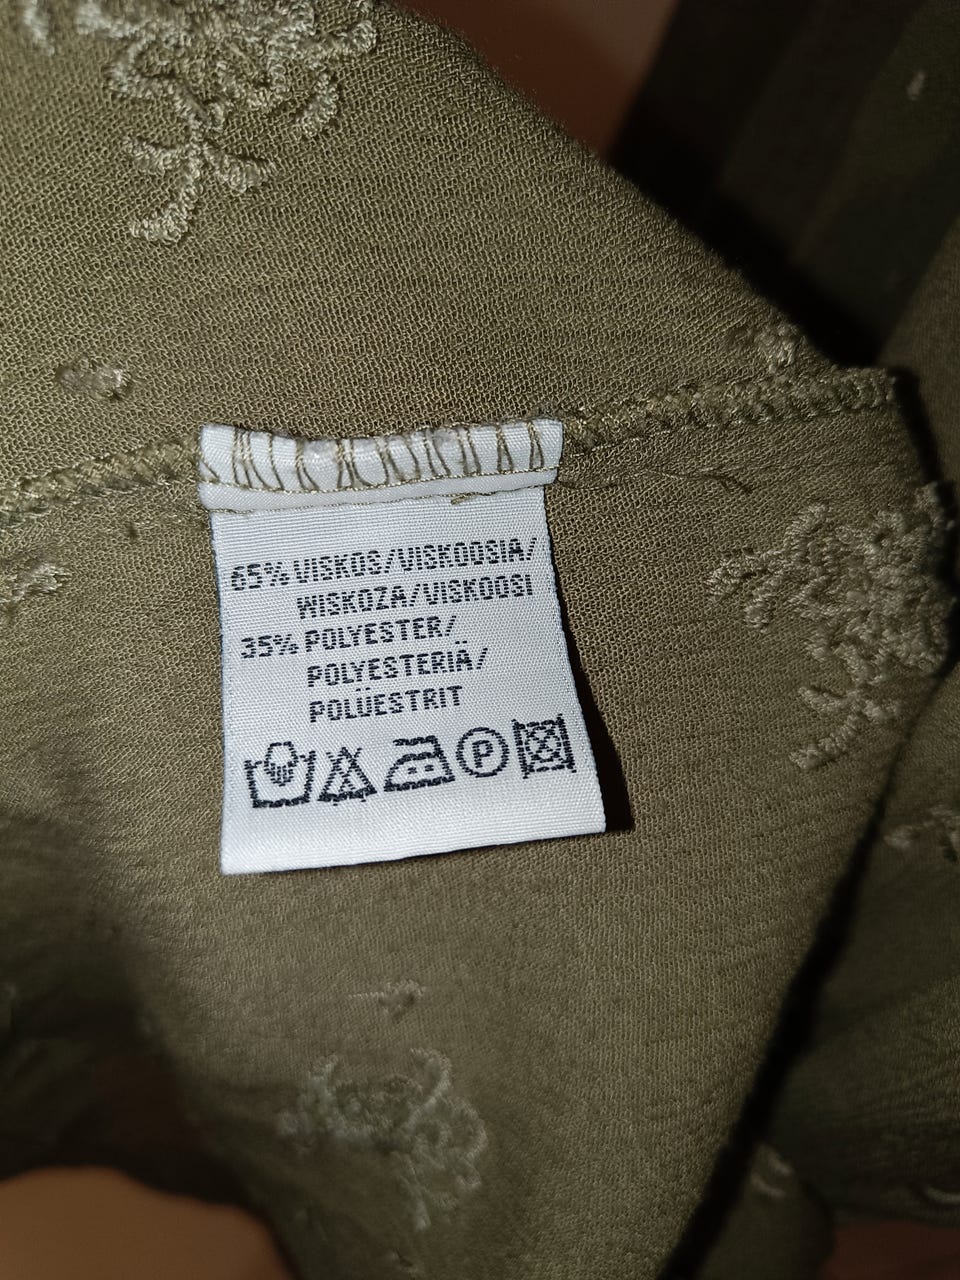 65% VISKOS/VISKOOSIA/
WISKOZA/VISKOOSI
35% POLYESTER/
POLYESTERIÄ/
POLÜESTRIT
P